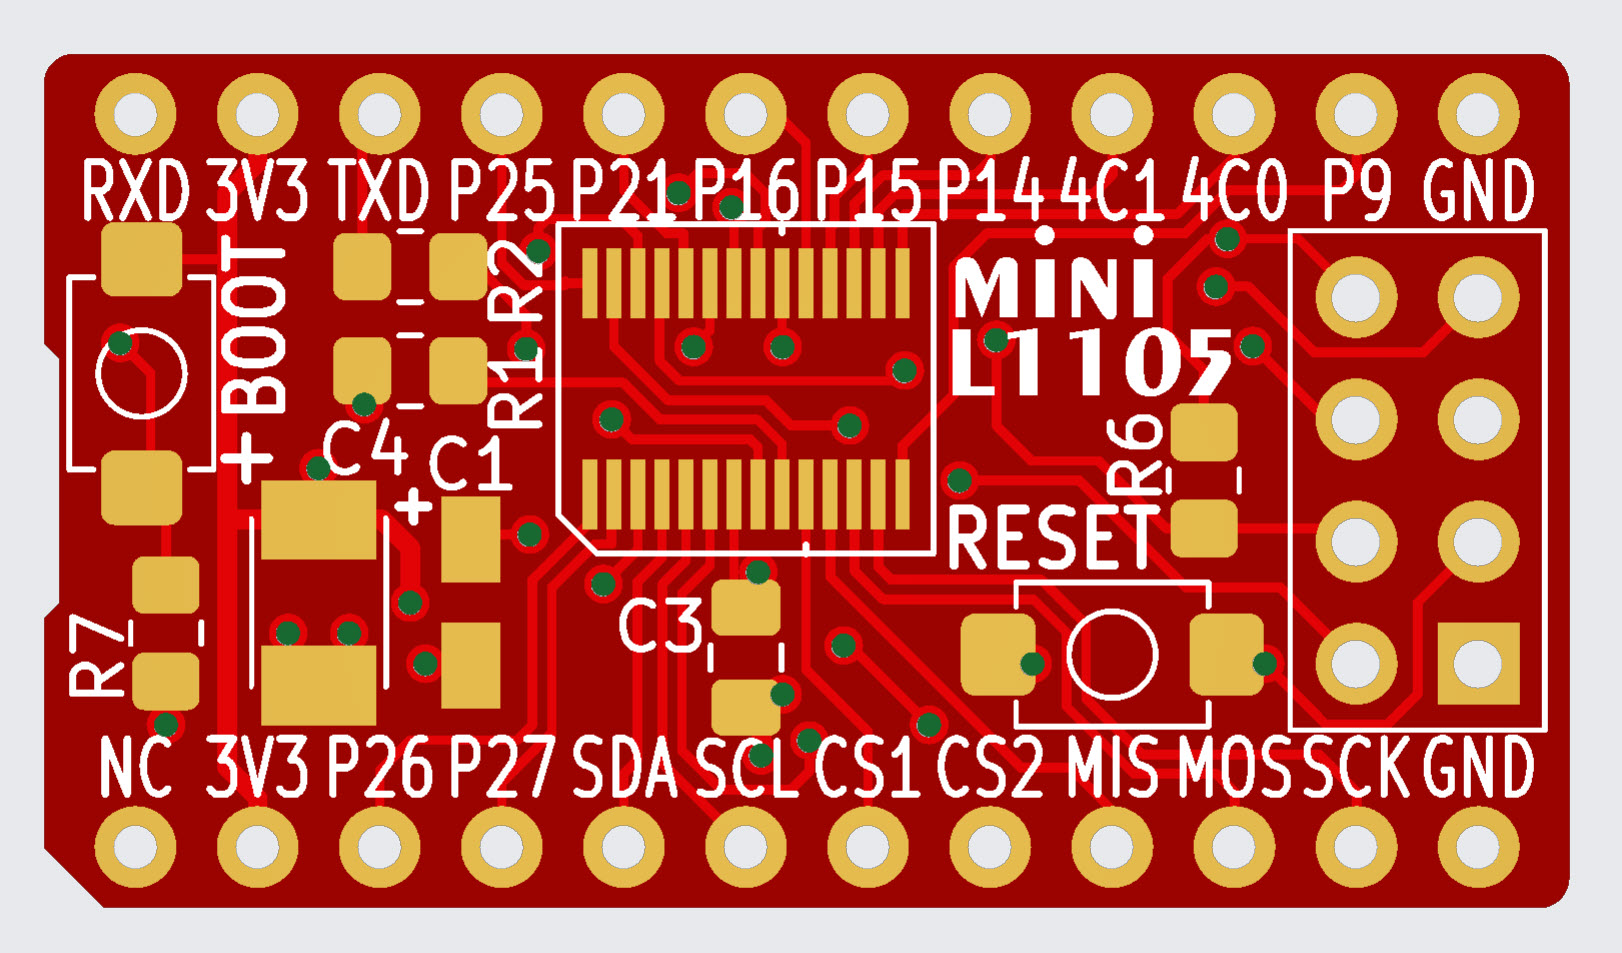 RXD 3V3 TXD P25 P21 P16 P15 P14 4C1 4C0 P9 GND
+BOOT
R2
R1
MINI
L1105
C4 C1
+
R6
RESET
R7
C3
NC 3V3 P26 P27 SDA SCL CS1 CS2 MIS MOS SCK GND